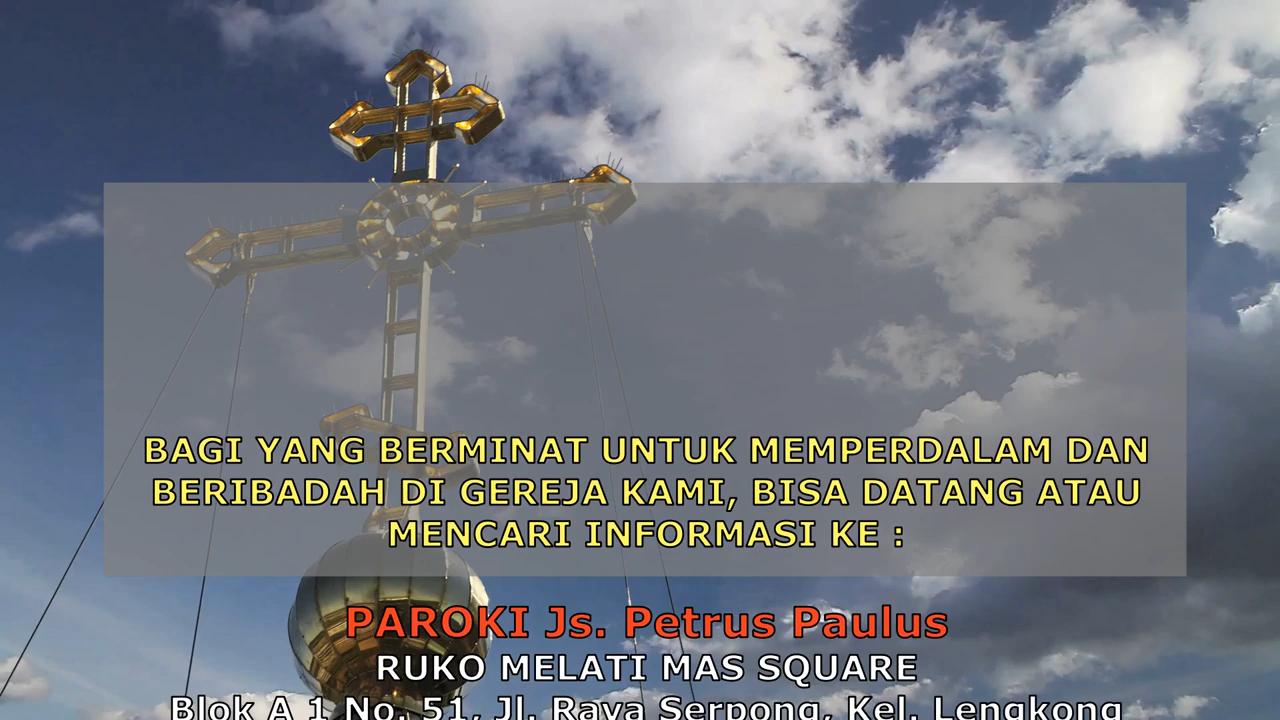 BAGI YANG BERMINAT UNTUK MEMPERDALAM DAN
BERIBADAH DI GEREJA KAMI, BISA DATANG ATAU
MENCARI INFORMASI KE :
PAROKI Js. Petrus Paulus
RUKO MELATI MAS SQUARE
Blok A 1 No. 51, Jl. Raya Serpong, Kel. Lengkong